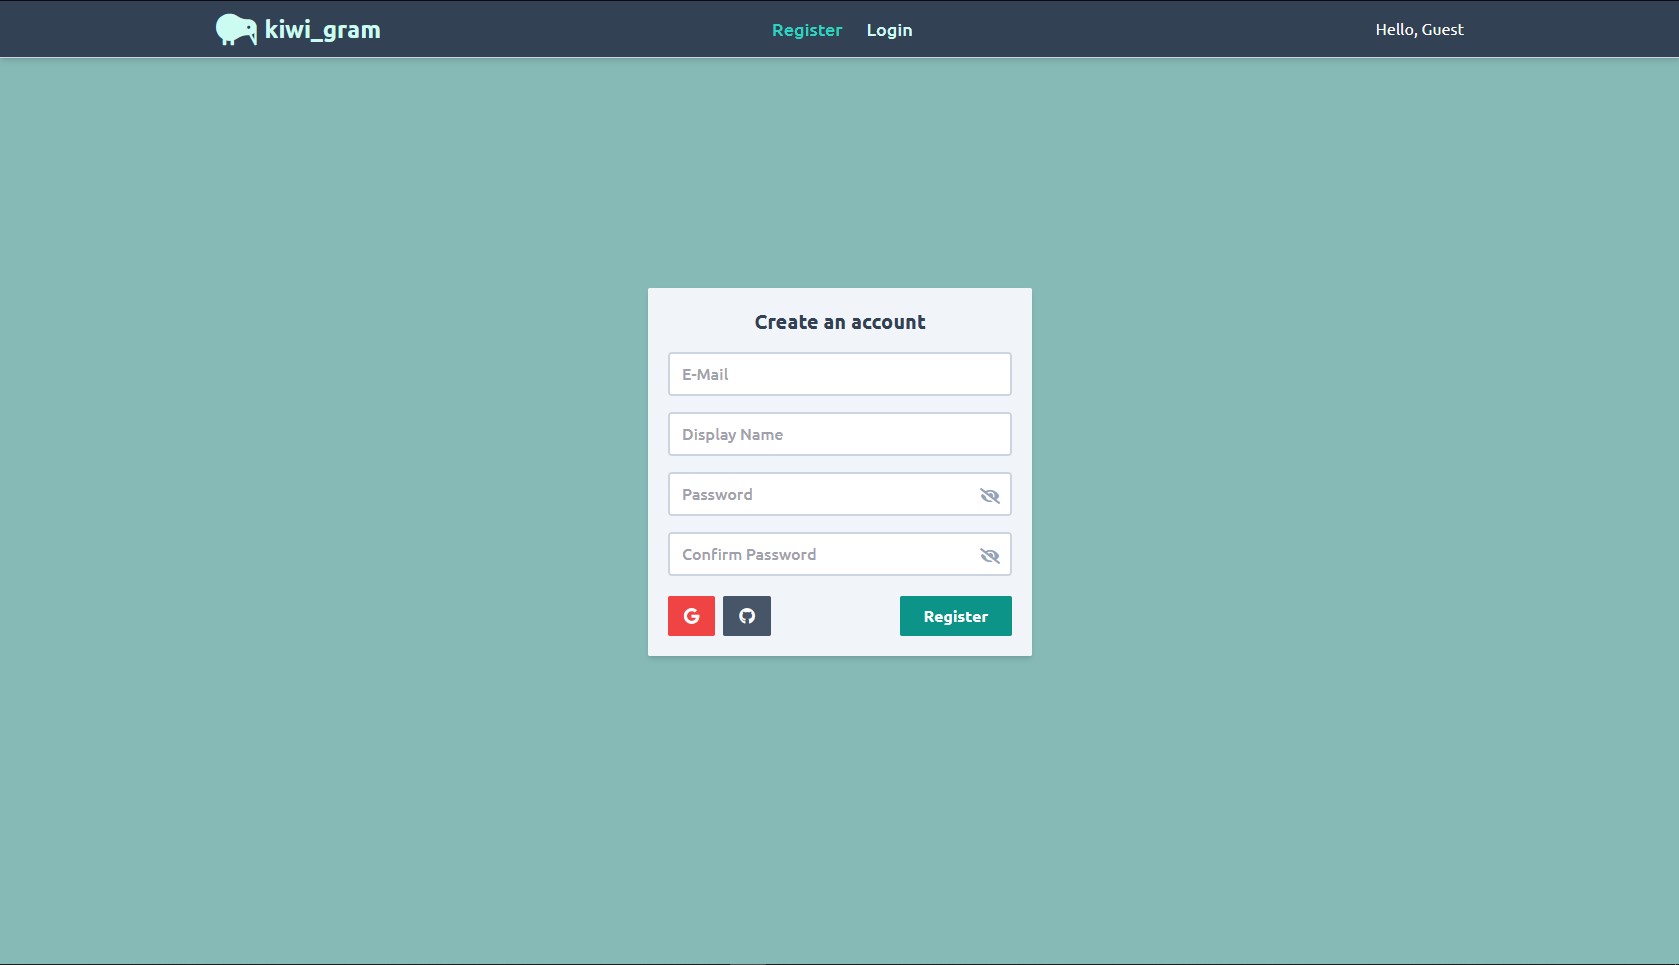 kiwi_gram
Register Login
Hello, Guest
Create an account
E-Mail
Display Name
Password
Confirm Password
Register